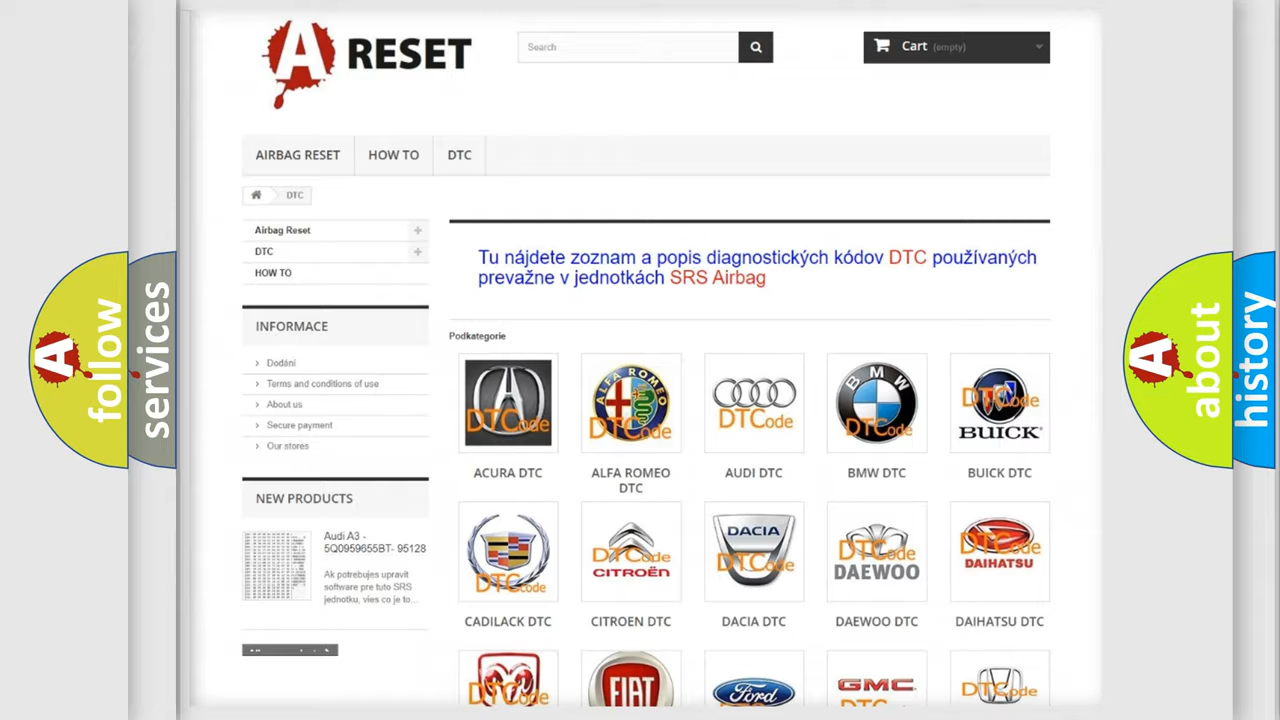 A RESET
Search
Cart (empty)
AIRBAG RESET
HOW TO
DTC
DTC
Airbag Reset
DTC
HOW TO
INFORMACE
Dodání
Terms and conditions of use
About us
Secure payment
Our stores
NEW PRODUCTS
Audi A3 -
5Q0959655BT- 95128
Ak potrebujes upravit
software pre tuto SRS
jednotku, vies co je to...
Tu nájdete zoznam a popis diagnostických kódov DTC používaných
prevažne v jednotkách SRS Airbag
Podkategorie
DTCode
ALFA ROMEO
DTCode
DTCode
BMW
DTCode
DTCode
BUICK
ACURA DTC
ALFA ROMEO
DTC
AUDI DTC
BMW DTC
BUICK DTC
DTCode
DTCode
CITROËN
DACIA
DTCode
DTCode
DAEWOO
DTCode
DAIHATSU
CADILACK DTC
CITROEN DTC
DACIA DTC
DAEWOO DTC
DAIHATSU DTC
DTCode
FIAT
Ford
GMC
DTCode
A
follow
services
A
about
history